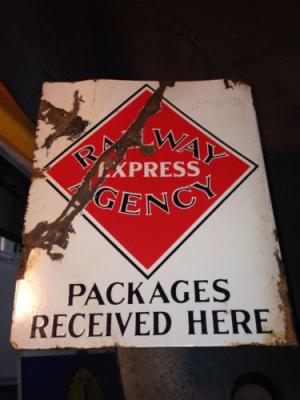 RAILWAY
EXPRESS
AGENCY
PACKAGES
RECEIVED HERE